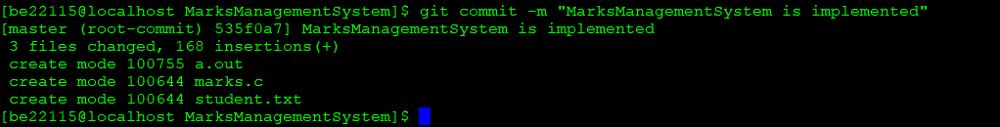 [be22115@localhost MarksManagementSystem]$ git commit -m "MarksManagementSystem is implemented"
[master (root-commit) 535f0a7] MarksManagementSystem is implemented
 3 files changed, 168 insertions(+)
 create mode 100755 a.out
 create mode 100644 marks.c
 create mode 100644 student.txt
[be22115@localhost MarksManagementSystem]$